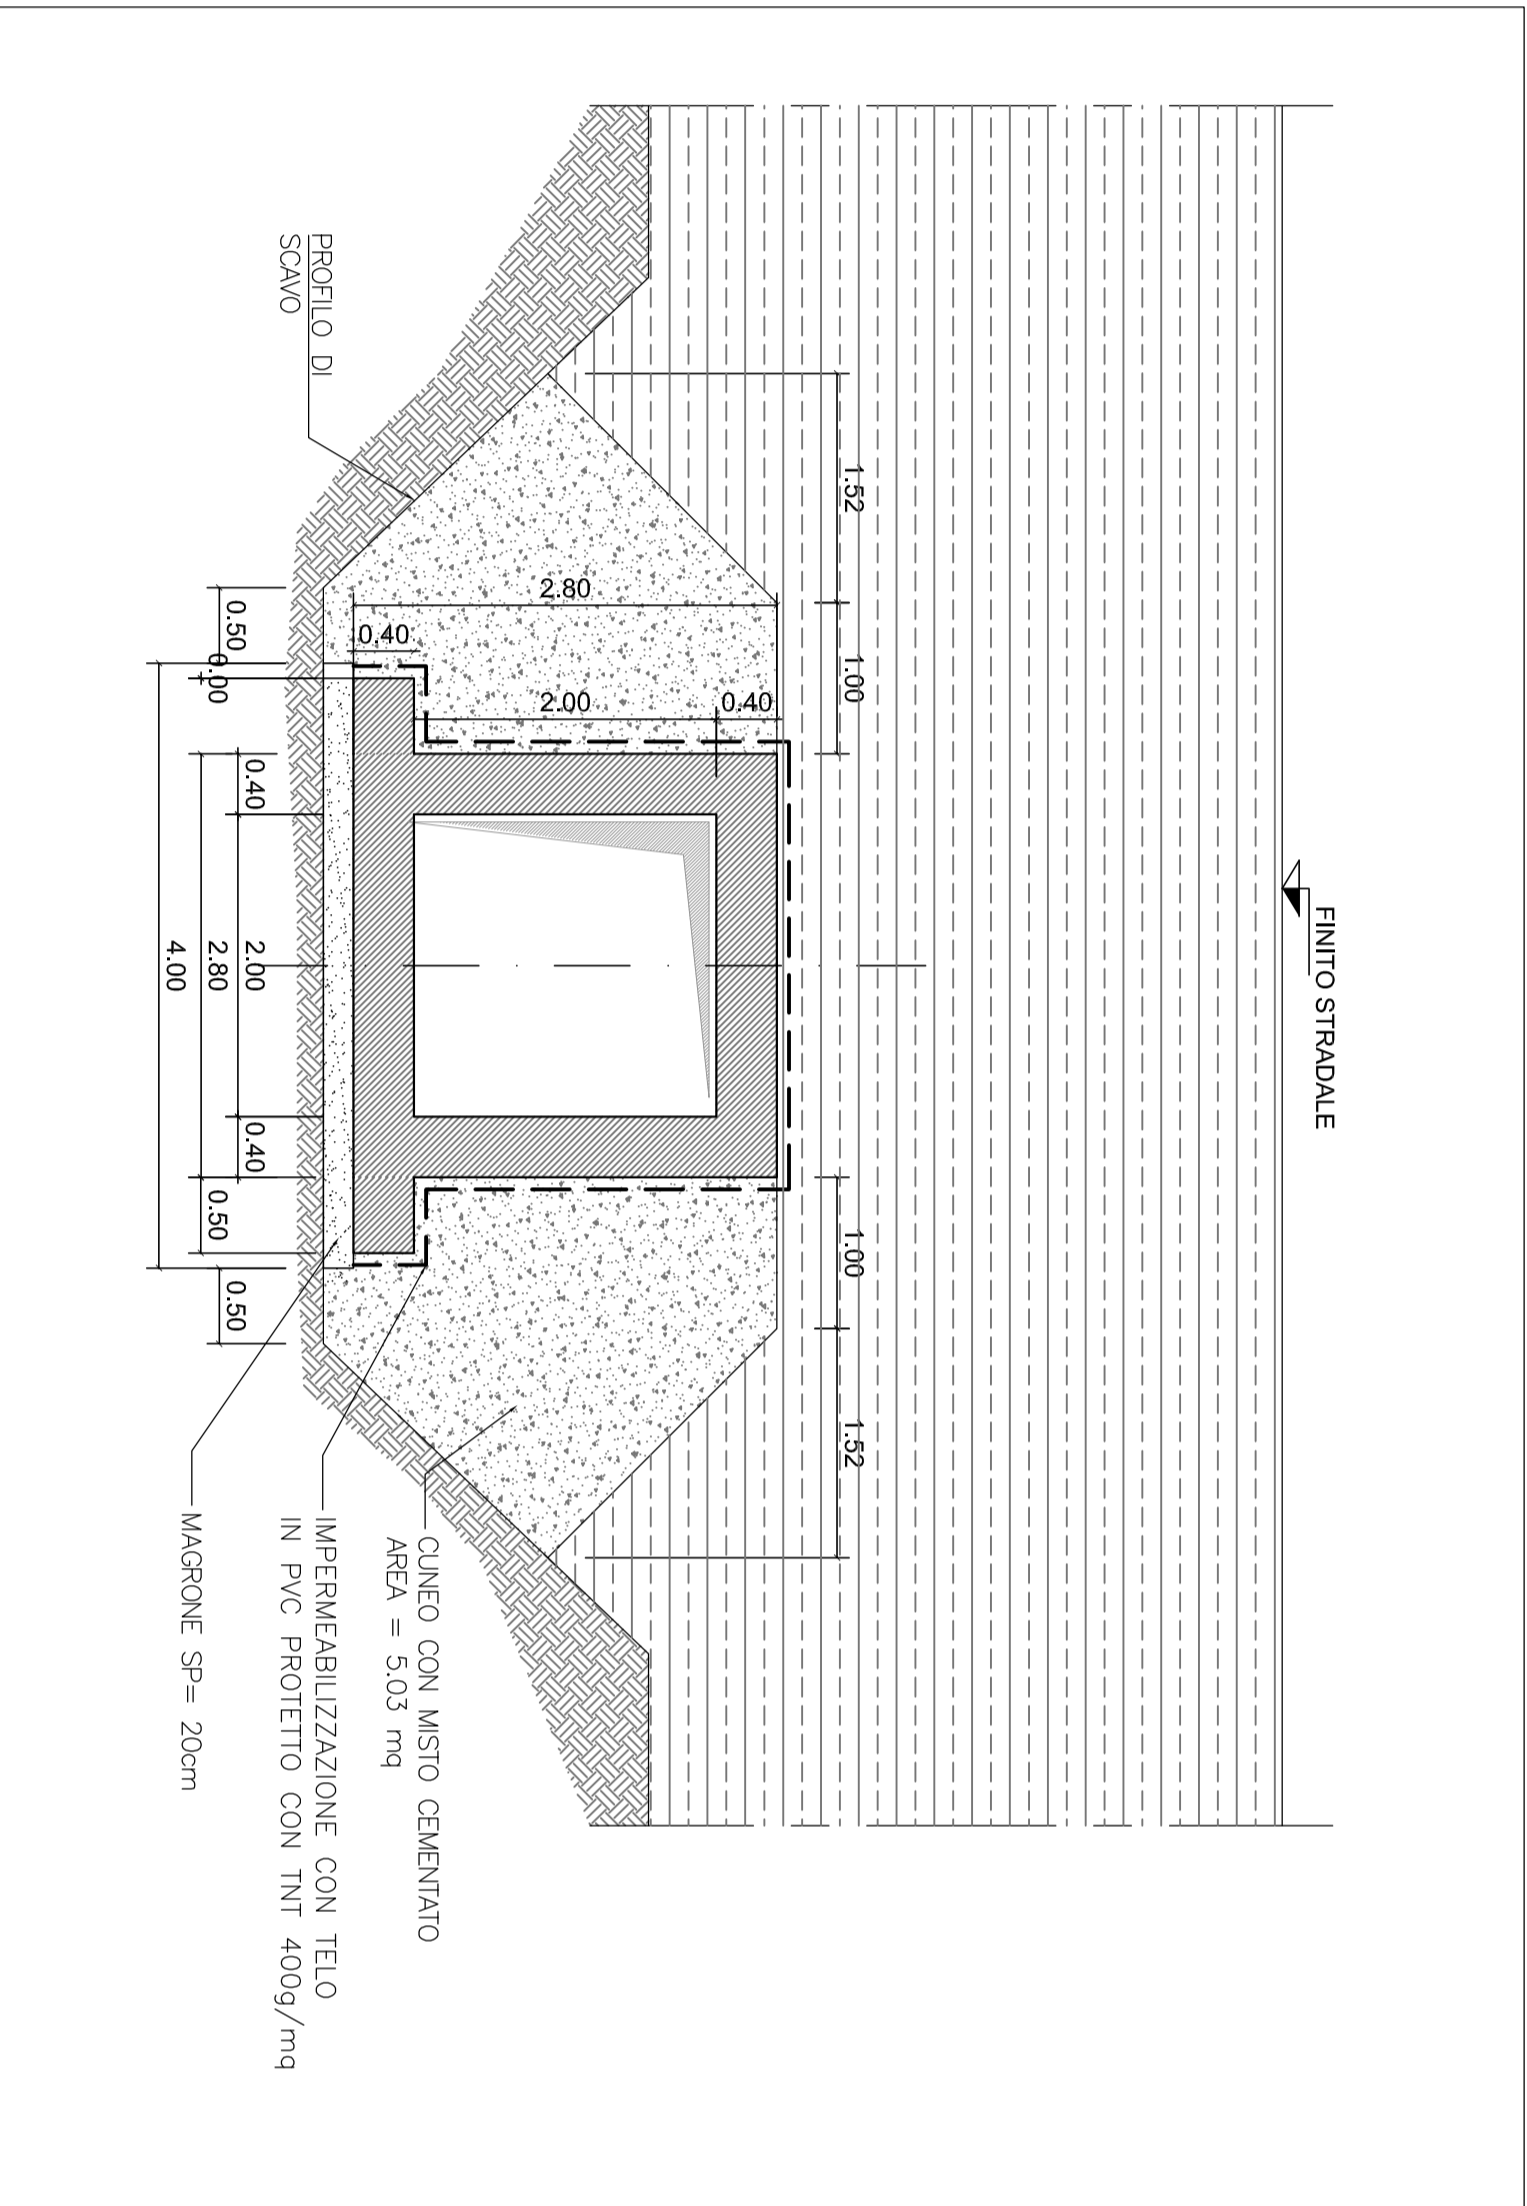 FINITO STRADALE
1.52
1.00
1.00
1.52
2.80
0.40
2.00
0.40
PROFILO DI
SCAVO
0.50
0.00
0.40
2.00
0.40
2.80
0.50
0.50
4.00
CUNEO CON MISTO CEMENTATO
AREA = 5.03 mq
IMPERMEABILIZZAZIONE CON TELO
IN PVC PROTETTO CON TNT 400g/mq
MAGRONE SP= 20cm